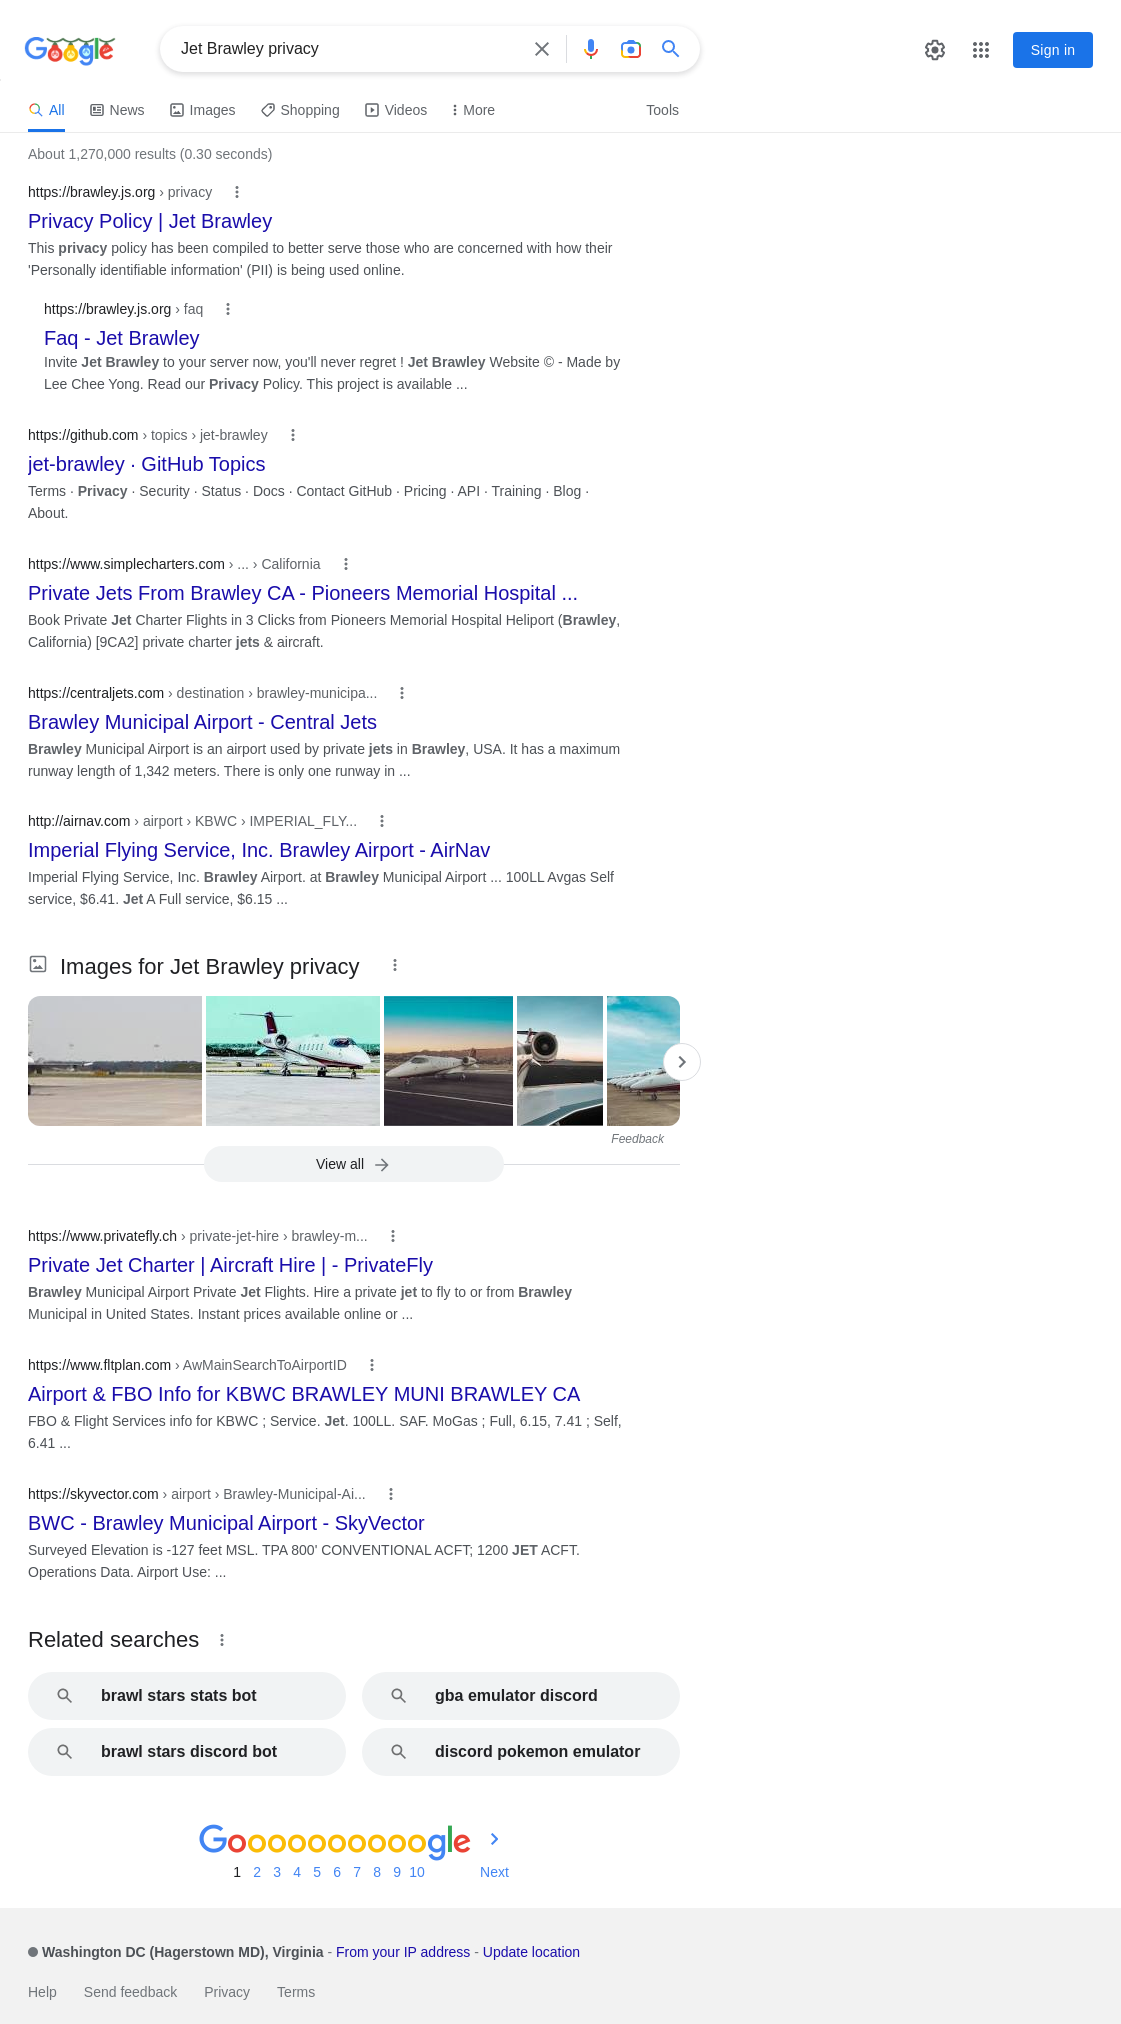 Google
Jet Brawley privacy
Sign in
All
News
Images
Shopping
Videos
More
Tools
About 1,270,000 results (0.30 seconds)
https://brawley.js.org › privacy
Privacy Policy | Jet Brawley
This privacy policy has been compiled to better serve those who are concerned with how their
'Personally identifiable information' (PII) is being used online.
https://brawley.js.org › faq
Faq - Jet Brawley
Invite Jet Brawley to your server now, you'll never regret ! Jet Brawley Website © - Made by
Lee Chee Yong. Read our Privacy Policy. This project is available ...
https://github.com › topics › jet-brawley
jet-brawley · GitHub Topics
Terms · Privacy · Security · Status · Docs · Contact GitHub · Pricing · API · Training · Blog ·
About.
https://www.simplecharters.com › ... › California
Private Jets From Brawley CA - Pioneers Memorial Hospital ...
Book Private Jet Charter Flights in 3 Clicks from Pioneers Memorial Hospital Heliport (Brawley,
California) [9CA2] private charter jets & aircraft.
https://centraljets.com › destination › brawley-municipa...
Brawley Municipal Airport - Central Jets
Brawley Municipal Airport is an airport used by private jets in Brawley, USA. It has a maximum
runway length of 1,342 meters. There is only one runway in ...
http://airnav.com › airport › KBWC › IMPERIAL_FLY...
Imperial Flying Service, Inc. Brawley Airport - AirNav
Imperial Flying Service, Inc. Brawley Airport. at Brawley Municipal Airport ... 100LL Avgas Self
service, $6.41. Jet A Full service, $6.15 ...
Images for Jet Brawley privacy
Feedback
View all
https://www.privatefly.ch › private-jet-hire › brawley-m...
Private Jet Charter | Aircraft Hire | - PrivateFly
Brawley Municipal Airport Private Jet Flights. Hire a private jet to fly to or from Brawley
Municipal in United States. Instant prices available online or ...
https://www.fltplan.com › AwMainSearchToAirportID
Airport & FBO Info for KBWC BRAWLEY MUNI BRAWLEY CA
FBO & Flight Services info for KBWC ; Service. Jet. 100LL. SAF. MoGas ; Full, 6.15, 7.41 ; Self,
6.41 ...
https://skyvector.com › airport › Brawley-Municipal-Ai...
BWC - Brawley Municipal Airport - SkyVector
Surveyed Elevation is -127 feet MSL. TPA 800' CONVENTIONAL ACFT; 1200 JET ACFT.
Operations Data. Airport Use: ...
Related searches
brawl stars stats bot
gba emulator discord
brawl stars discord bot
discord pokemon emulator
Goooooooooogle
1 2 3 4 5 6 7 8 9 10 Next
Washington DC (Hagerstown MD), Virginia - From your IP address - Update location
Help Send feedback Privacy Terms